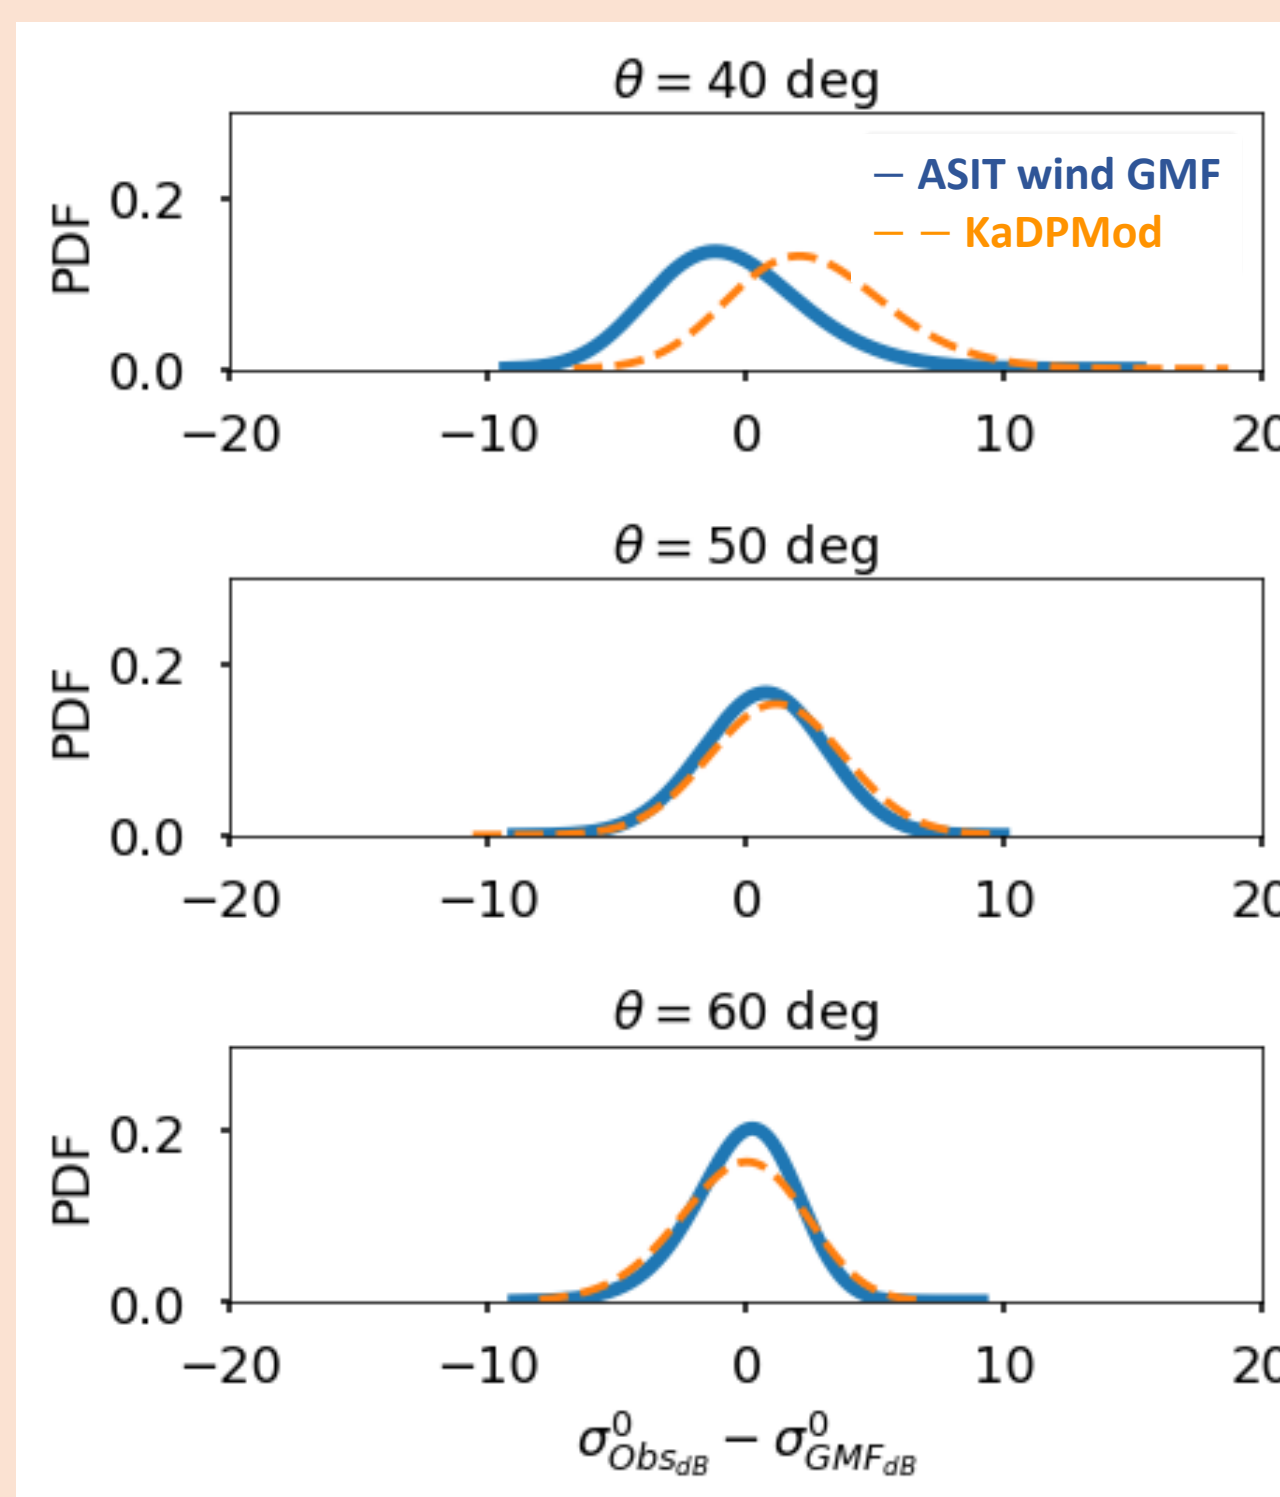 θ = 40 deg
— ASIT wind GMF
— — KaDPMod
PDF
0.2
0.0
−20 −10 0 10 20
θ = 50 deg
PDF
0.2
0.0
−20 −10 0 10 20
θ = 60 deg
PDF
0.2
0.0
−20 −10 0 10 20
σ⁰Obs_dB − σ⁰GMF_dB